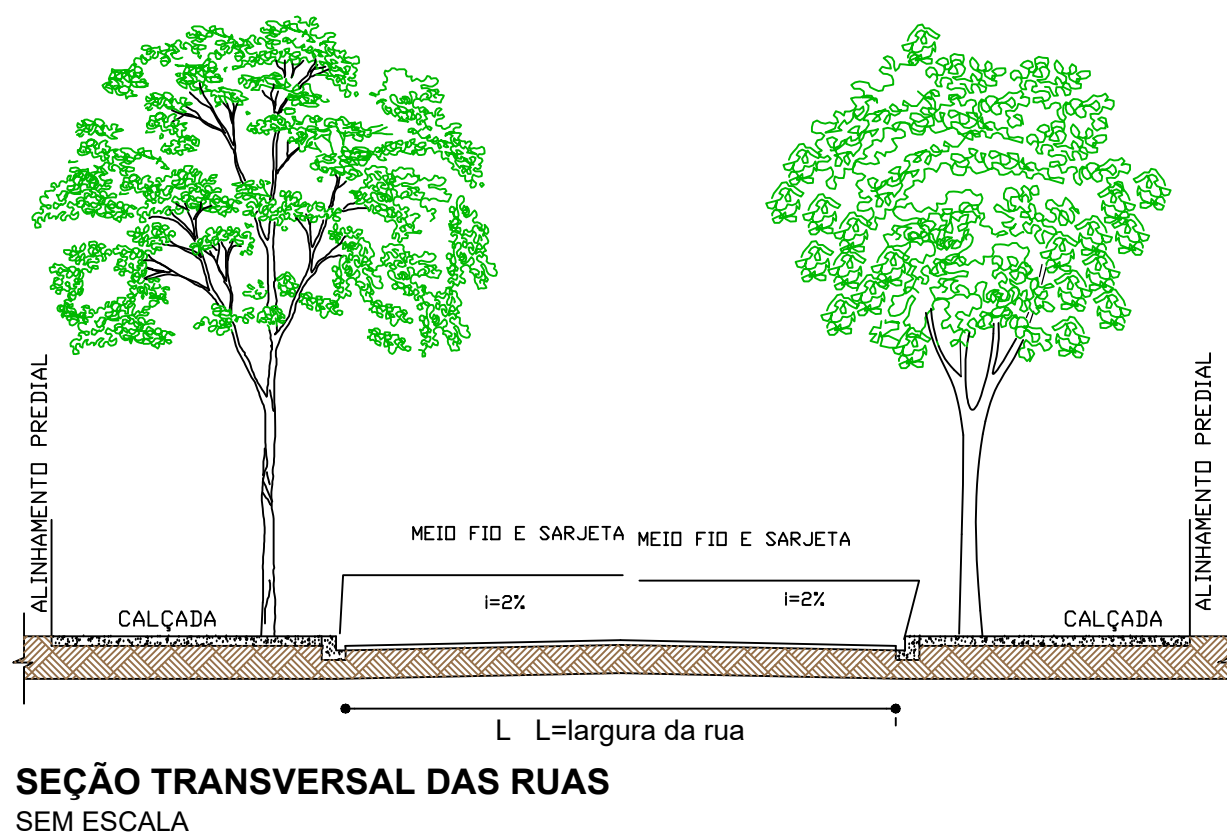 ALINHAMENTO PREDIAL
ALINHAMENTO PREDIAL
MEIO FIO E SARJETA
MEIO FIO E SARJETA
i=2%
i=2%
CALÇADA
CALÇADA
L L=largura da rua
SEÇÃO TRANSVERSAL DAS RUAS
SEM ESCALA